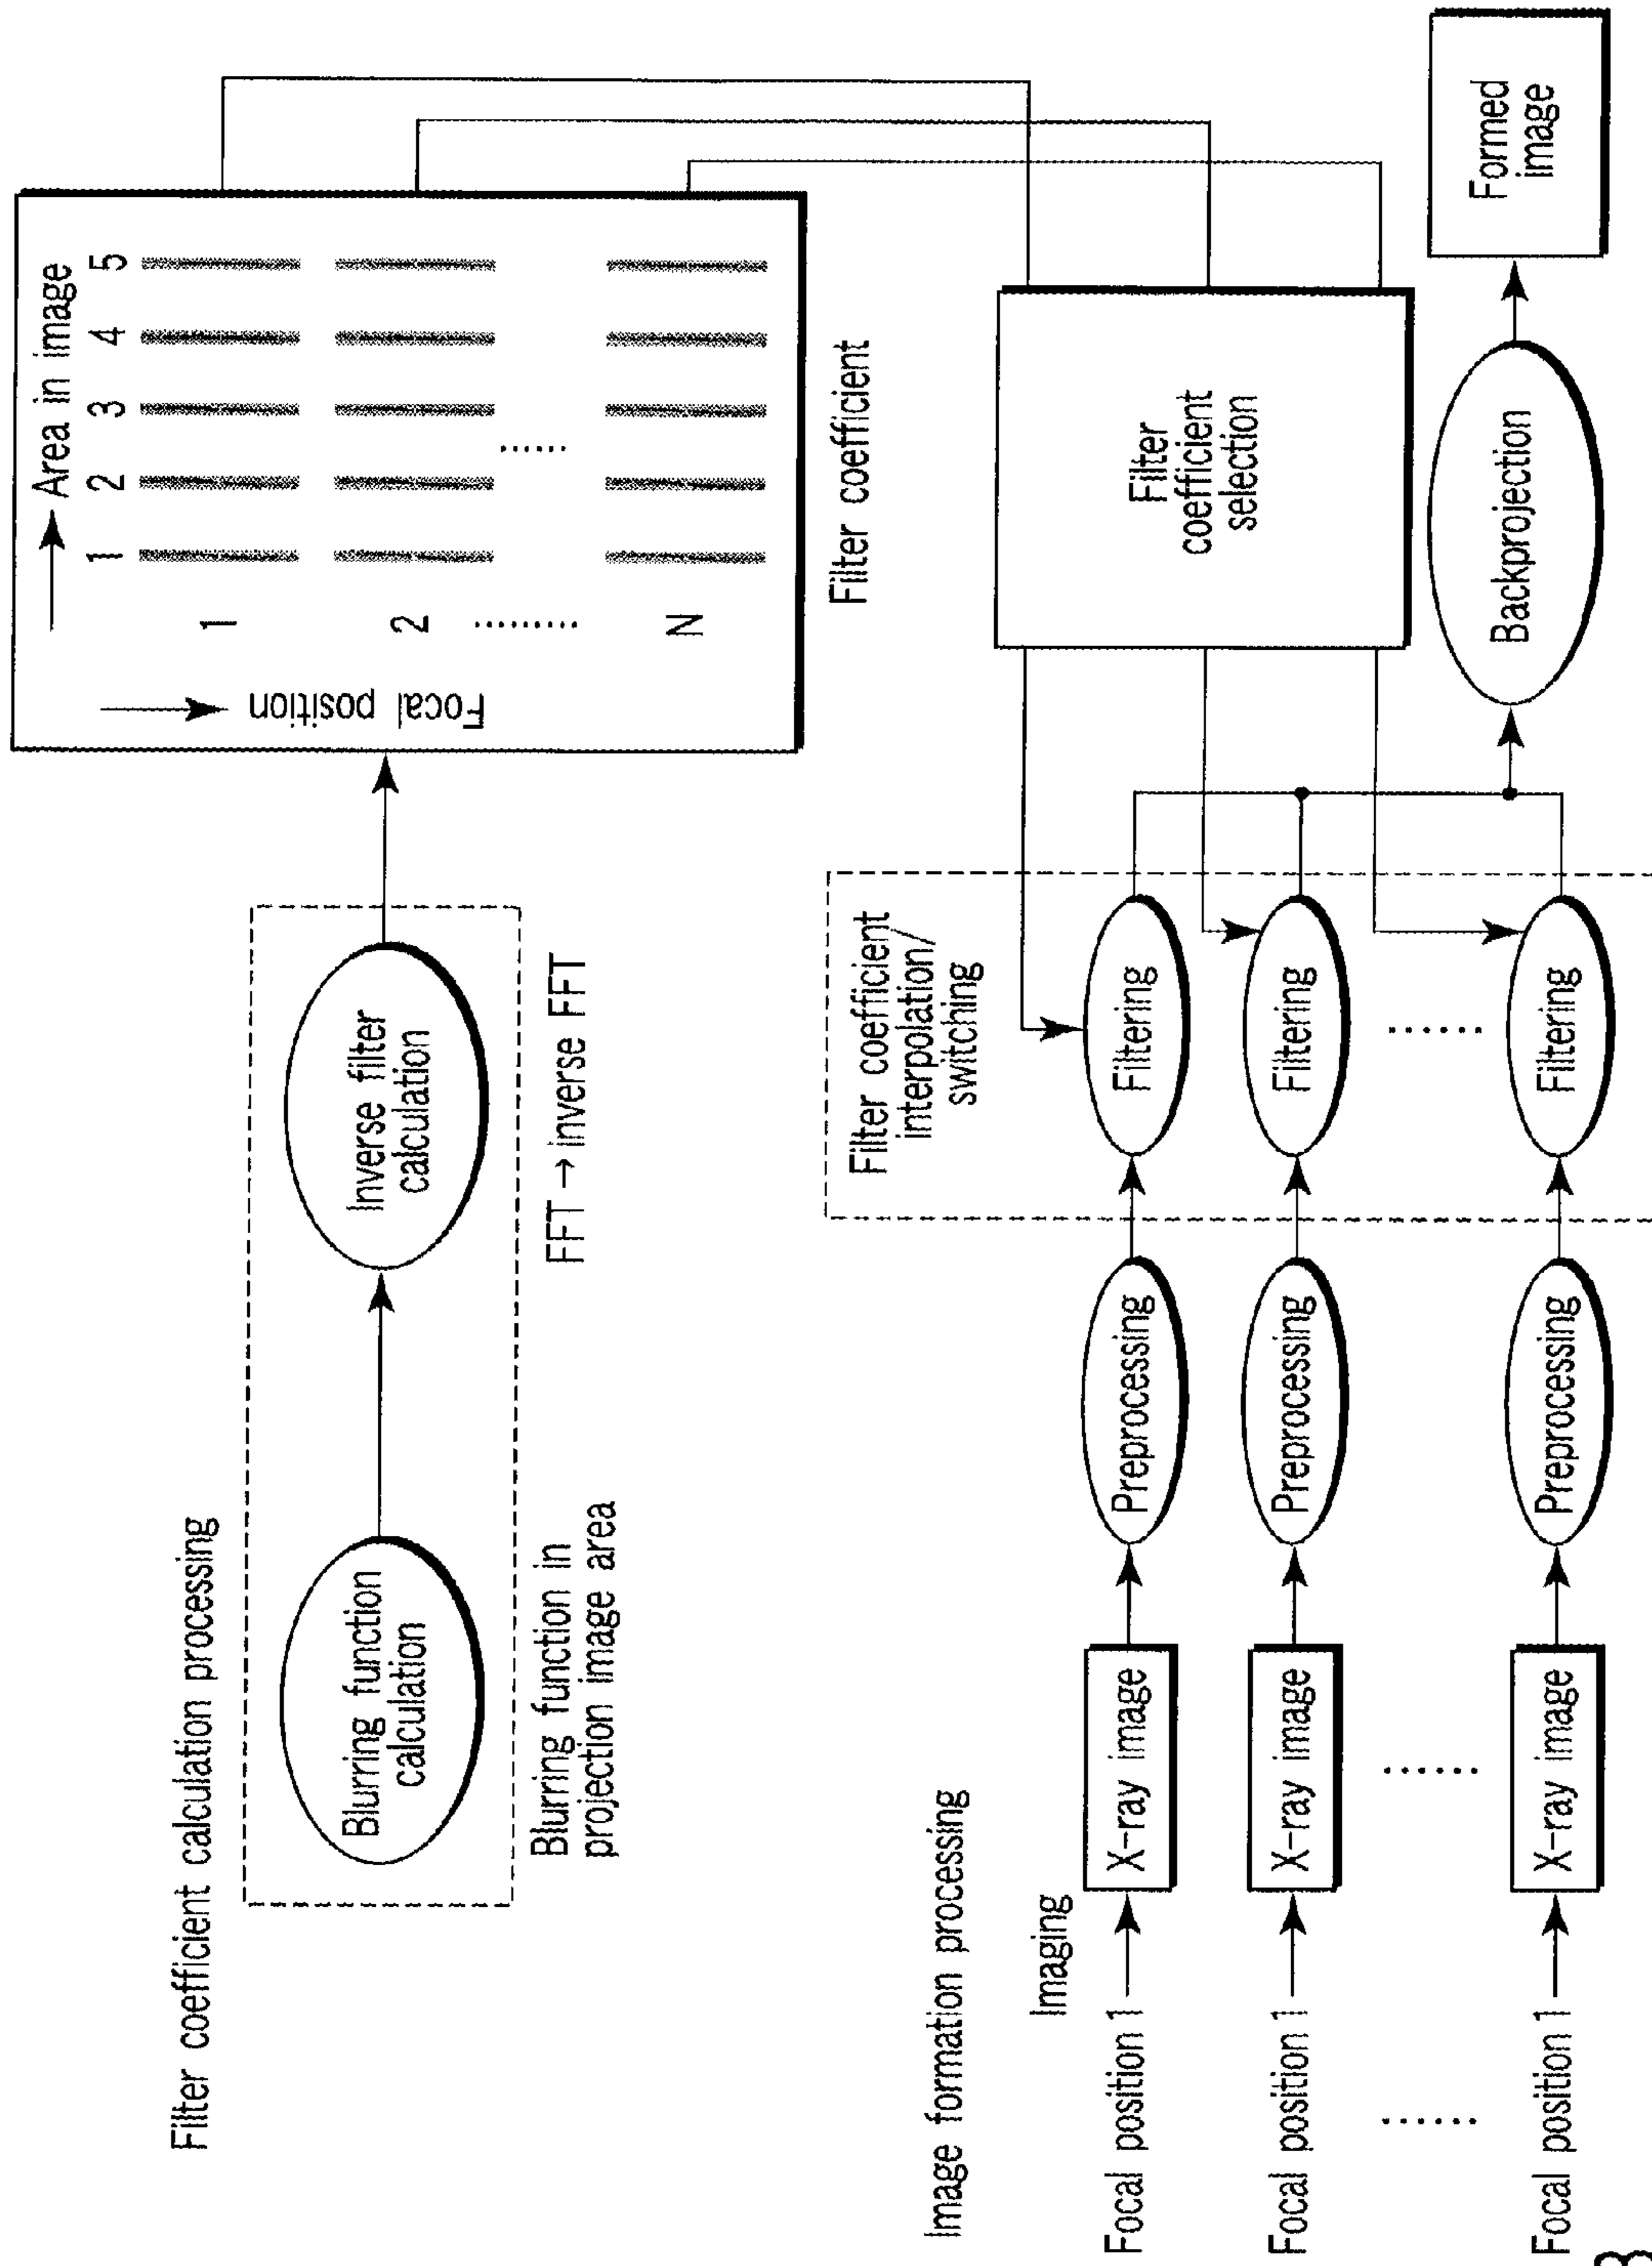 Filter coefficient calculation processing
Blurring function
calculation
Inverse filter
calculation
Blurring function in
projection image area
FFT → inverse FFT
Area in image
1 2 3 4 5
Focal position
1
2
.........
......
N
Filter coefficient
Image formation processing
Imaging
Filter coefficient
interpolation/
switching
Focal position 1
X-ray image
Preprocessing
Filtering
Focal position 1
X-ray image
Preprocessing
Filtering
......
......
......
Focal position 1
X-ray image
Preprocessing
Filtering
Filter
coefficient
selection
Backprojection
Formed
image